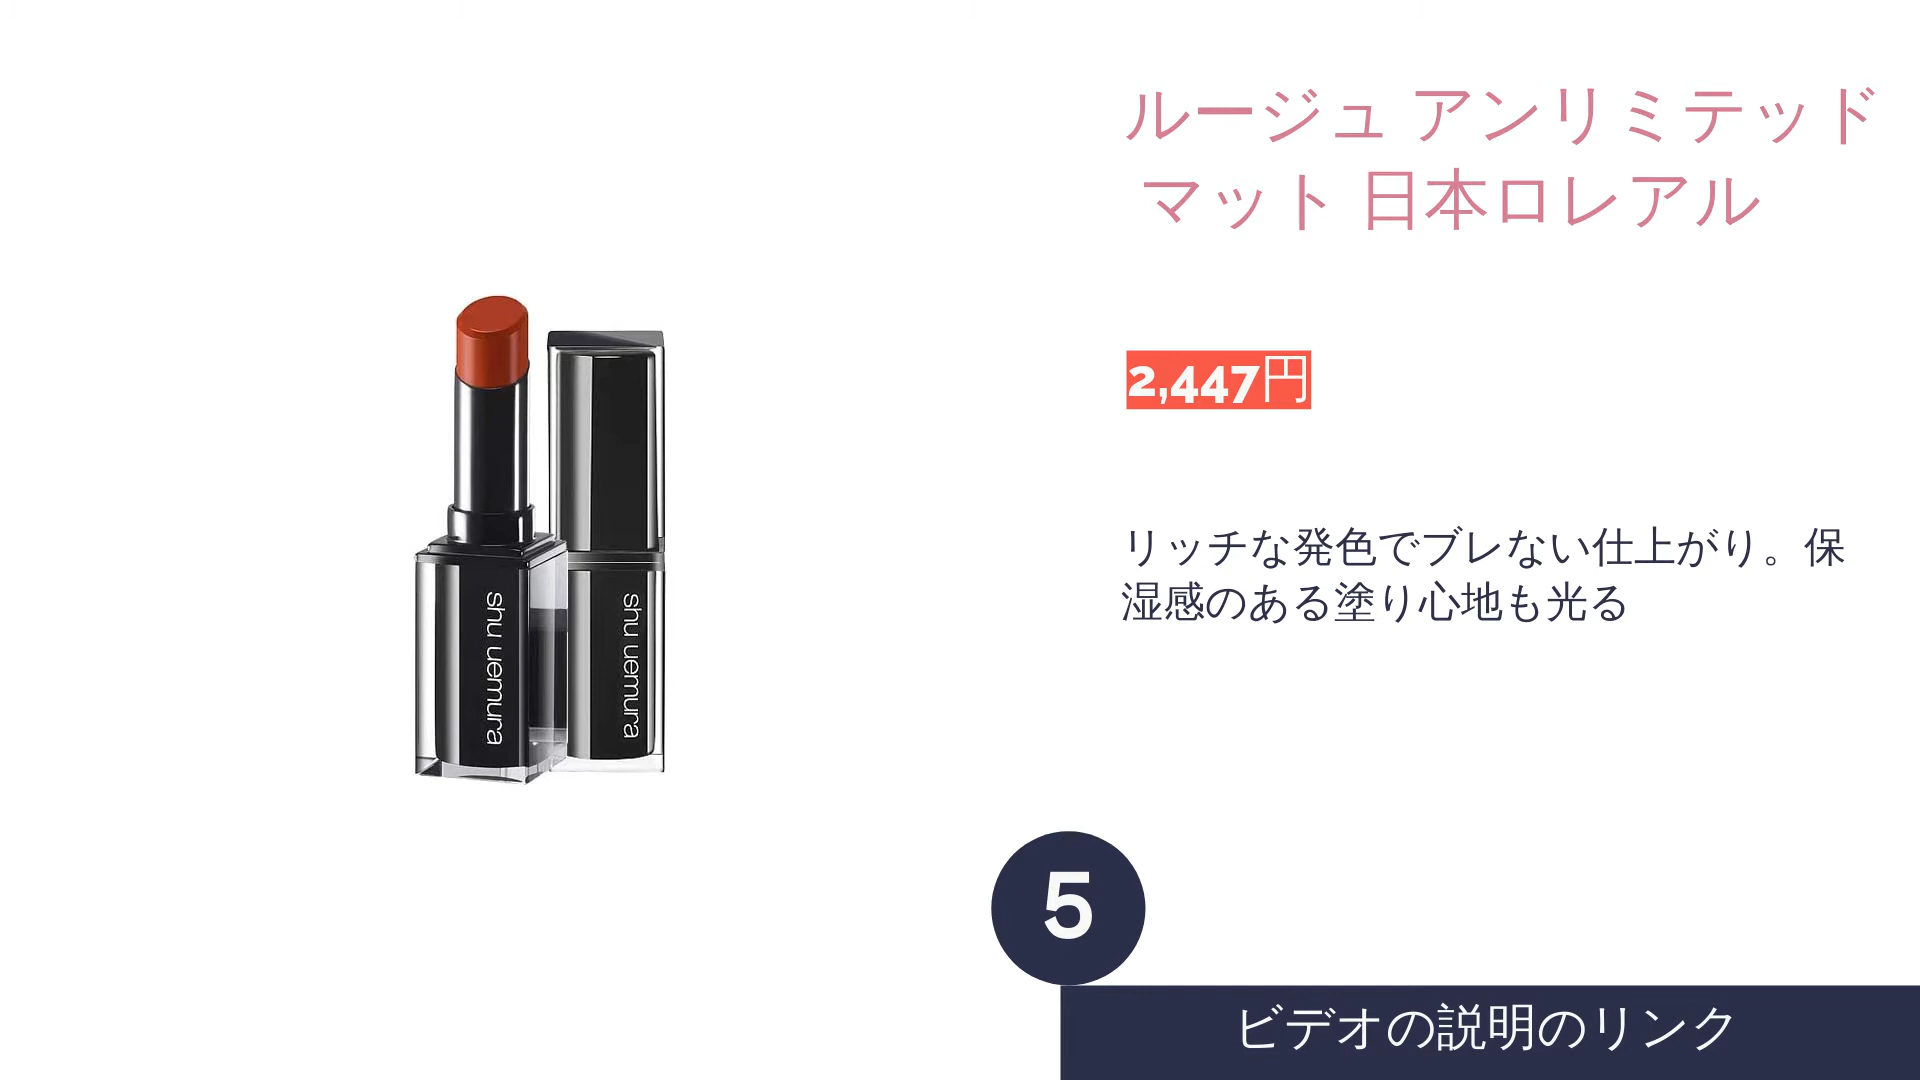 ルージュ アンリミテッド
マット 日本ロレアル
2,447円
リッチな発色でブレない仕上がり。保
湿感のある塗り心地も光る
shu uemura
shu uemura
5
ビデオの説明のリンク